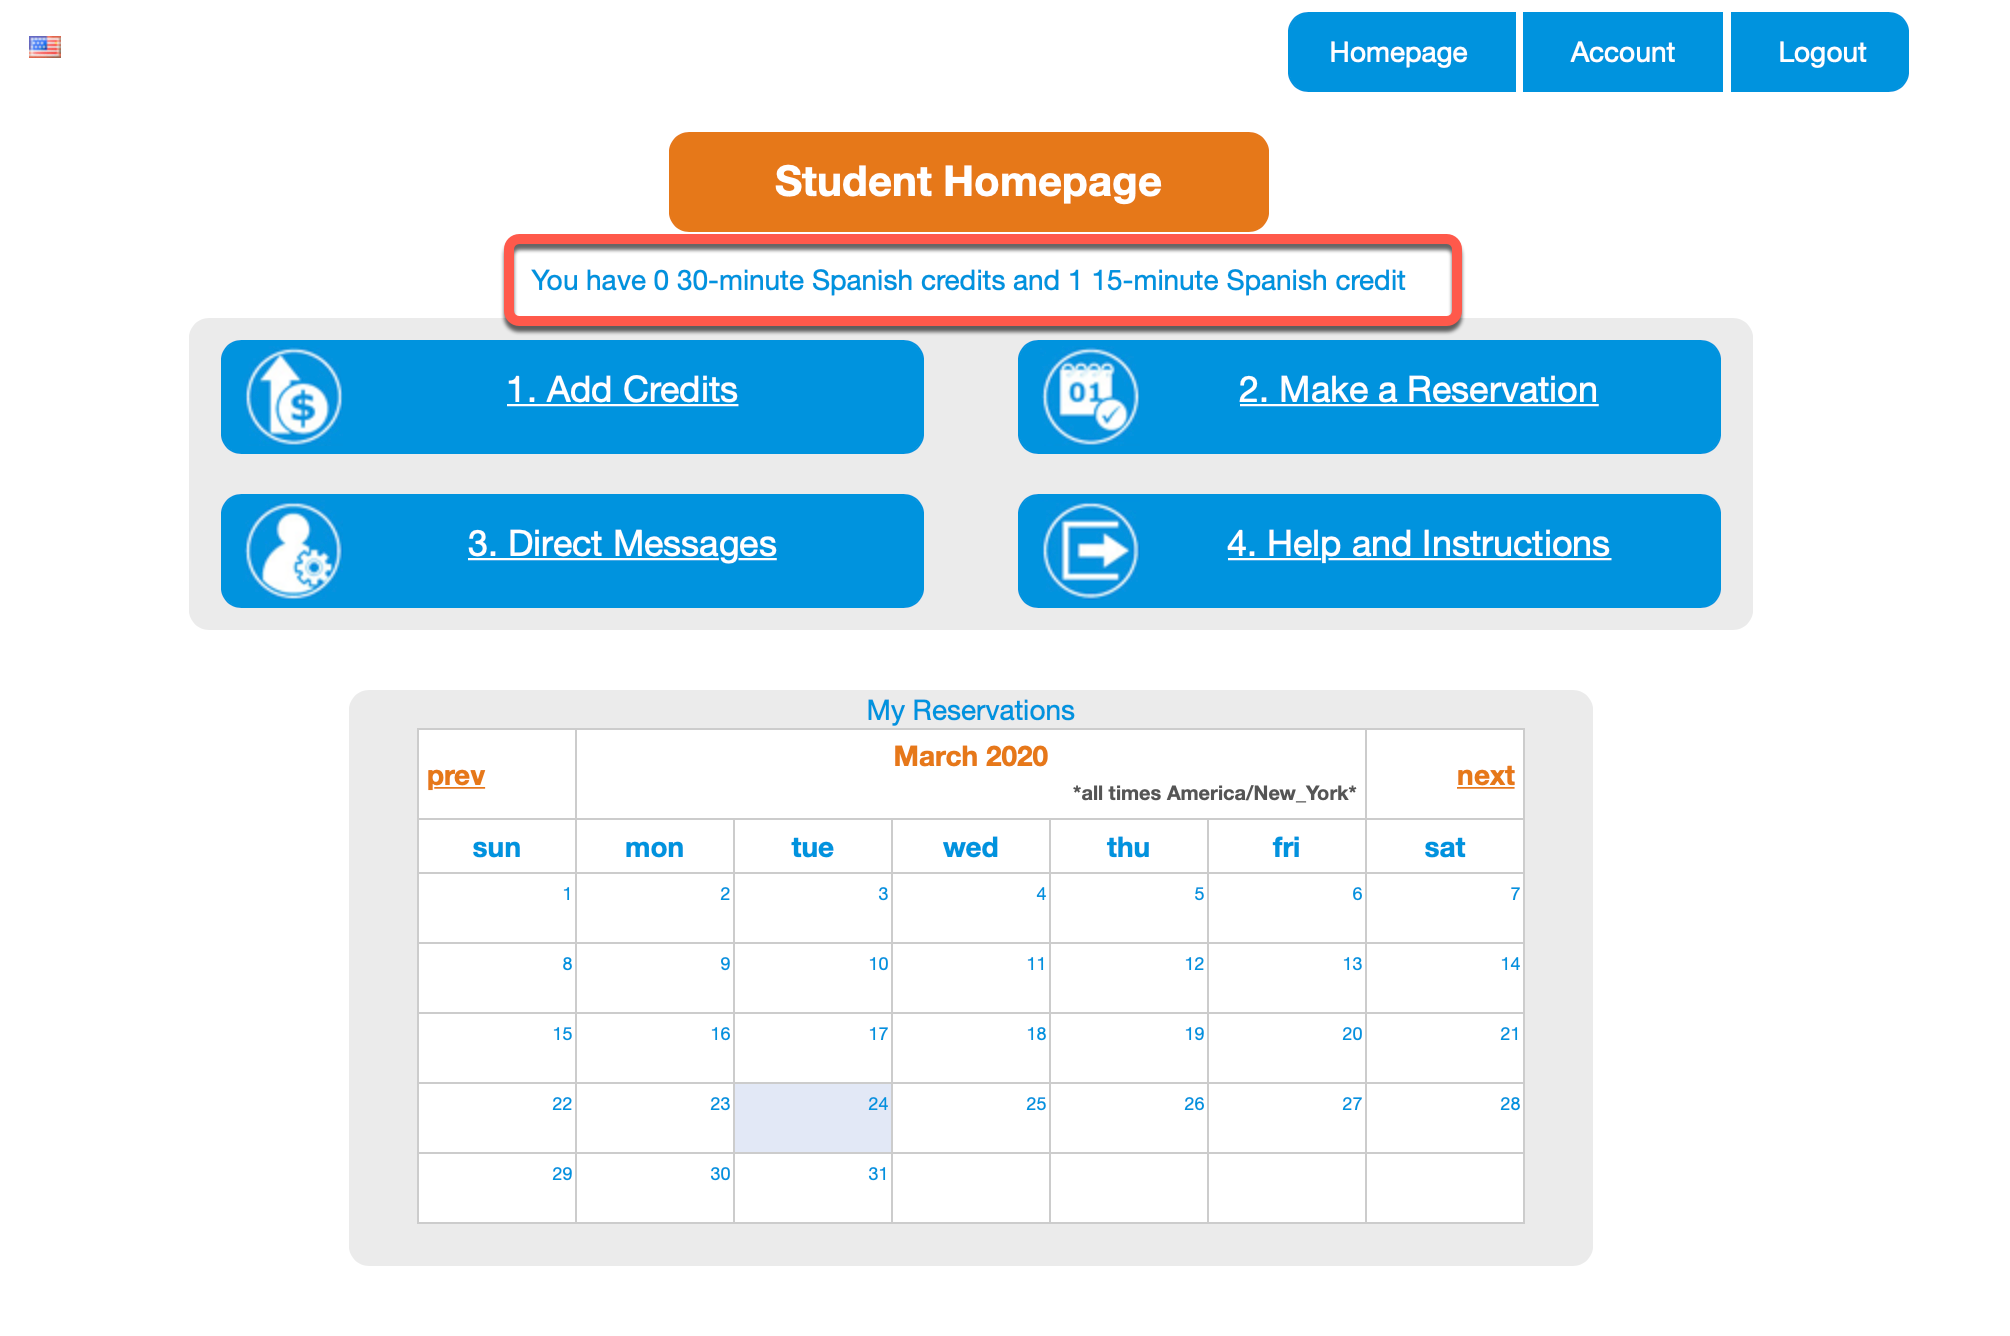 Homepage Account Logout
Student Homepage
You have 0 30-minute Spanish credits and 1 15-minute Spanish credit
1. Add Credits
01
2. Make a Reservation
3. Direct Messages
4. Help and Instructions
My Reservations
prev March 2020 next
*all times America/New_York*
sun mon tue wed thu fri sat
1 2 3 4 5 6 7
8 9 10 11 12 13 14
15 16 17 18 19 20 21
22 23 24 25 26 27 28
29 30 31